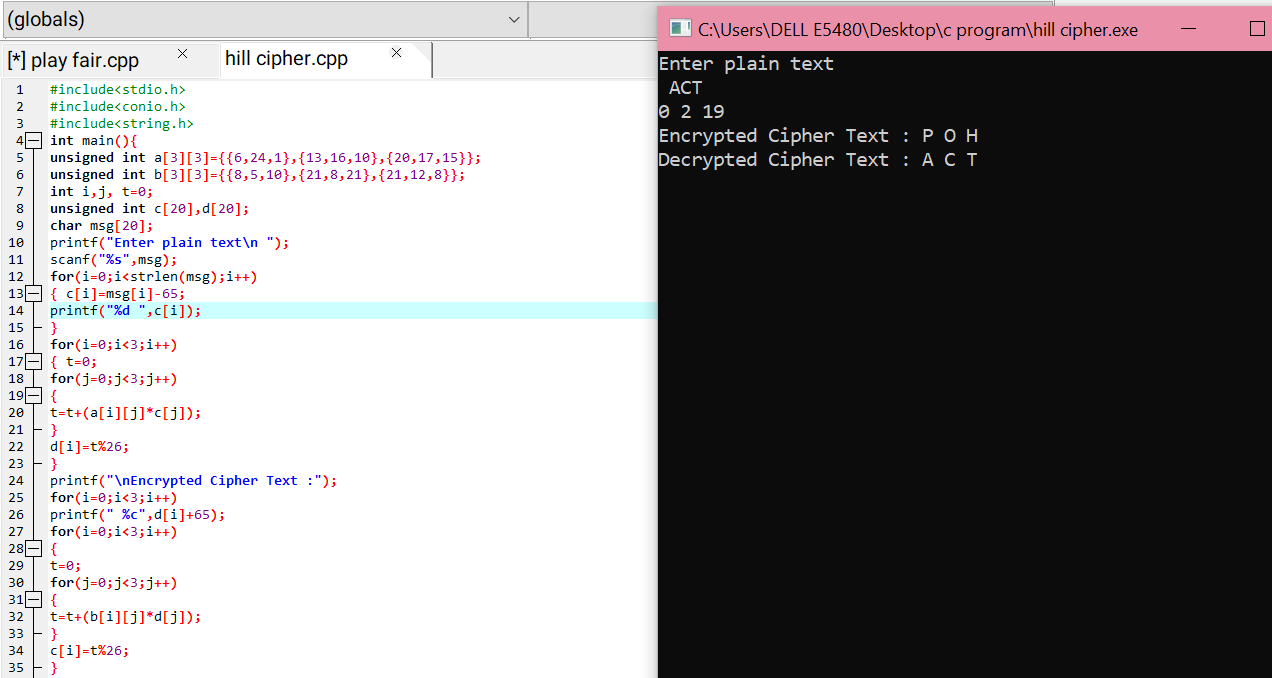 (globals)
[*] play fair.cpp
hill cipher.cpp
1 #include<stdio.h>
2 #include<conio.h>
3 #include<string.h>
4 int main(){
5 unsigned int a[3][3]={{6,24,1},{13,16,10},{20,17,15}};
6 unsigned int b[3][3]={{8,5,10},{21,8,21},{21,12,8}};
7 int i,j, t=0;
8 unsigned int c[20],d[20];
9 char msg[20];
10 printf("Enter plain text\n ");
11 scanf("%s",msg);
12 for(i=0;i<strlen(msg);i++)
13 { c[i]=msg[i]-65;
14 printf("%d ",c[i]);
15 }
16 for(i=0;i<3;i++)
17 { t=0;
18 for(j=0;j<3;j++)
19 {
20 t=t+(a[i][j]*c[j]);
21 }
22 d[i]=t%26;
23 }
24 printf("\nEncrypted Cipher Text :");
25 for(i=0;i<3;i++)
26 printf(" %c",d[i]+65);
27 for(i=0;i<3;i++)
28 {
29 t=0;
30 for(j=0;j<3;j++)
31 {
32 t=t+(b[i][j]*d[j]);
33 }
34 c[i]=t%26;
35 }
C:\Users\DELL E5480\Desktop\c program\hill cipher.exe
Enter plain text
 ACT
0 2 19
Encrypted Cipher Text : P O H
Decrypted Cipher Text : A C T